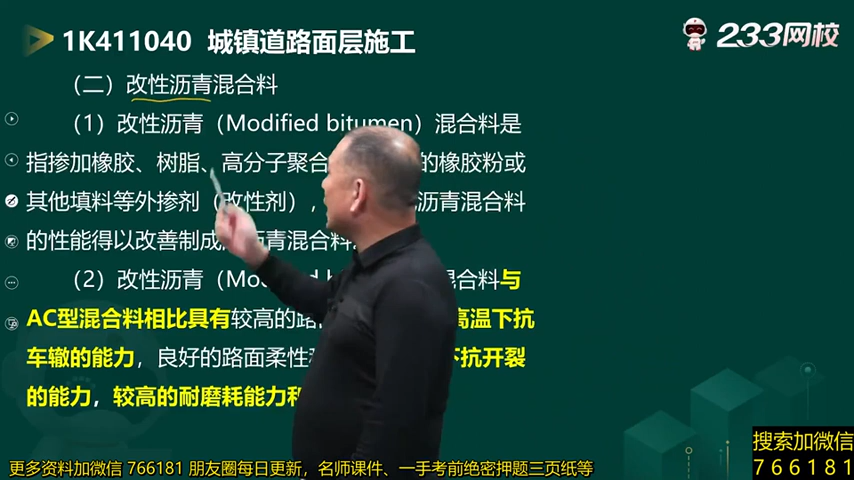 1K411040 城镇道路面层施工
233网校
（二）改性沥青混合料
（1）改性沥青（Modified bitumen）混合料是
指掺加橡胶、树脂、高分子聚合 的橡胶粉或
其他填料等外掺剂（改性剂）， 沥青混合料
的性能得以改善制成 沥青混合料
（2）改性沥青（Mod 混合料与
AC型混合料相比具有较高的路 高温下抗
车辙的能力，良好的路面柔性 下抗开裂
的能力，较高的耐磨耗能力和
更多资料加微信 766181 朋友圈每日更新，名师课件、一手考前绝密押题三页纸等
搜索加微信
766181